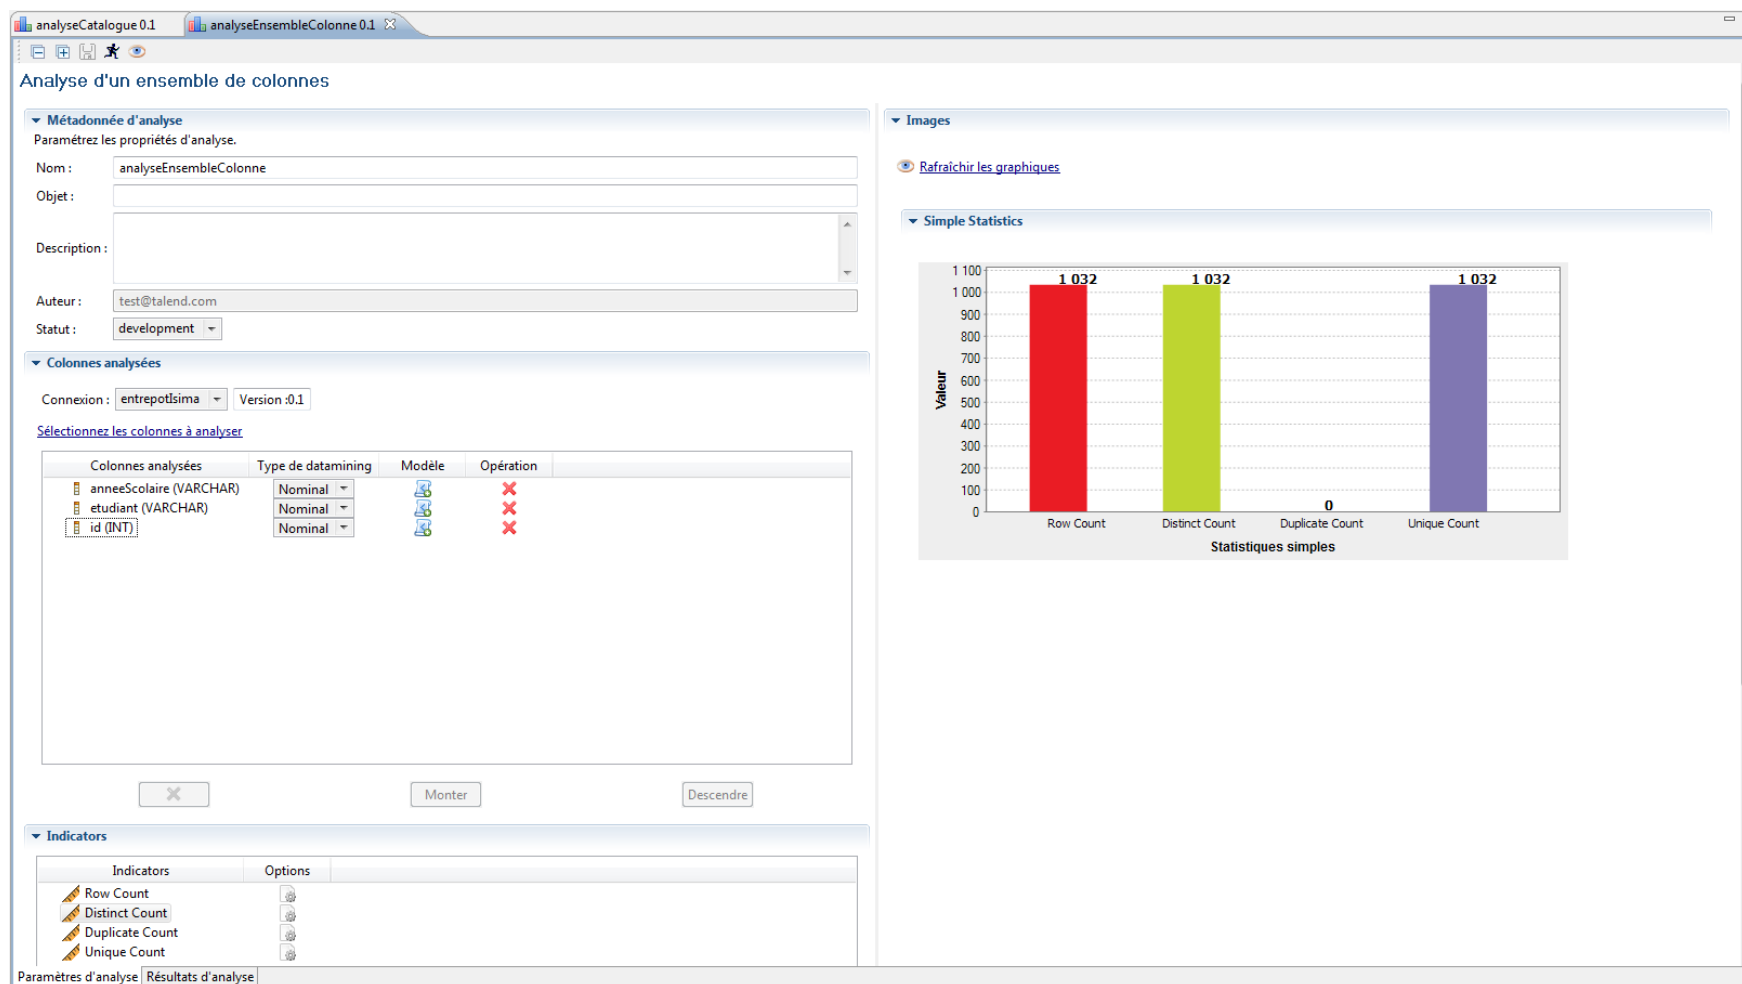 analyseCatalogue 0.1
analyseEnsembleColonne 0.1
Analyse d'un ensemble de colonnes
Métadonnée d'analyse
Paramétrez les propriétés d'analyse.
Nom : analyseEnsembleColonne
Objet :
Description :
Auteur : test@talend.com
Statut : development
Colonnes analysées
Connexion : entrepotIsima Version :0.1
Sélectionnez les colonnes à analyser
Colonnes analysées Type de datamining Modèle Opération
anneeScolaire (VARCHAR) Nominal
etudiant (VARCHAR) Nominal
id (INT) Nominal
Monter Descendre
Indicators
Indicators Options
Row Count
Distinct Count
Duplicate Count
Unique Count
Paramètres d'analyse Résultats d'analyse
Images
Rafraîchir les graphiques
Simple Statistics
1 032 1 032 0 1 032
1 100
1 000
900
800
700
600
500
400
300
200
100
0
Valeur
Row Count Distinct Count Duplicate Count Unique Count
Statistiques simples